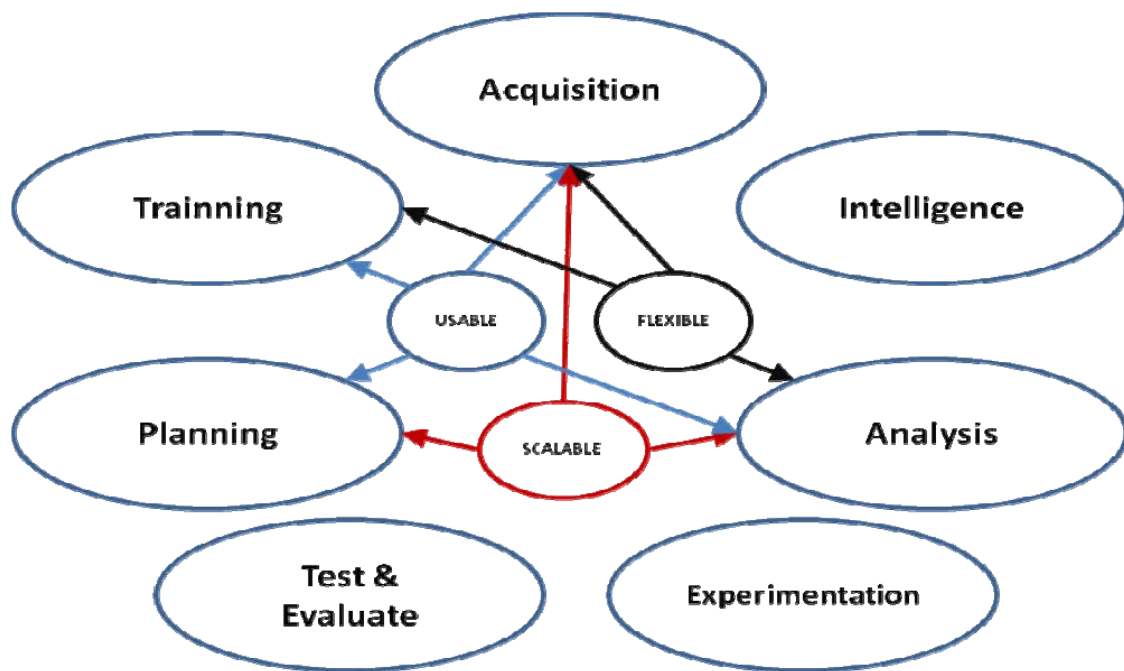 Acquisition
Trainning
Intelligence
USABLE
FLEXIBLE
Planning
SCALABLE
Analysis
Test &
Evaluate
Experimentation